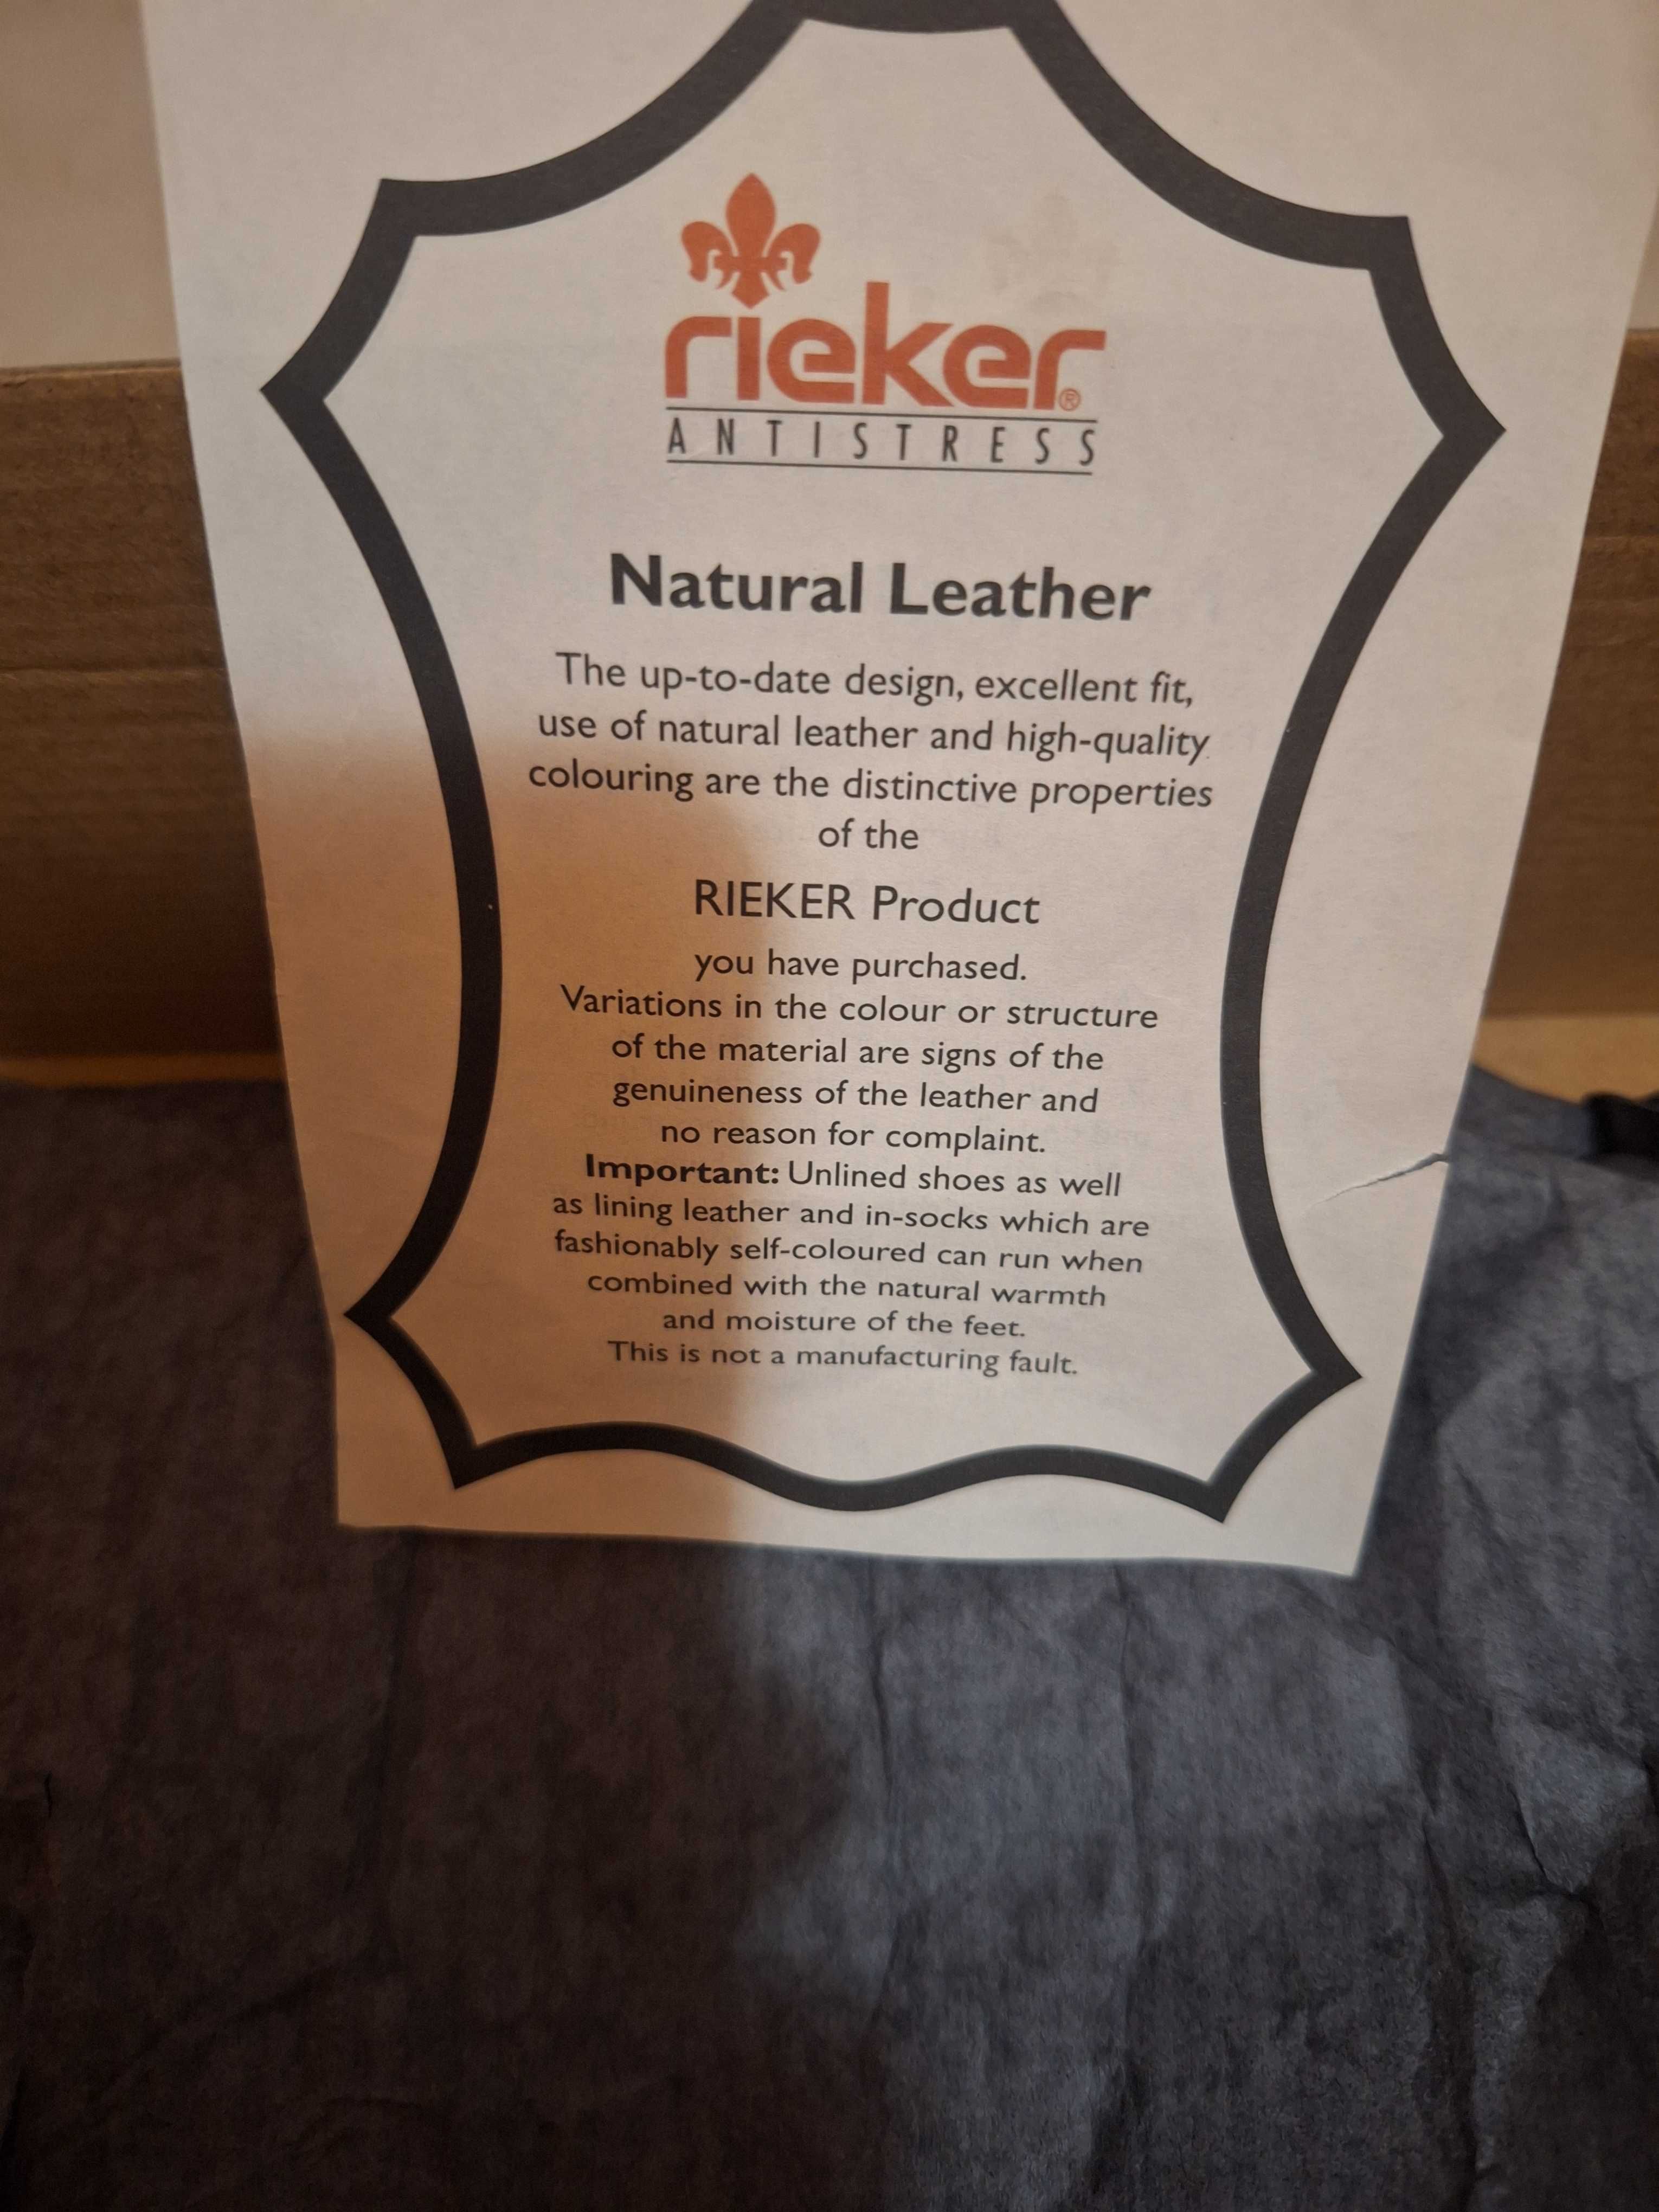 rieker®
ANTISTRESS
Natural Leather
The up-to-date design, excellent fit,
use of natural leather and high-quality
colouring are the distinctive properties
of the
RIEKER Product
you have purchased.
Variations in the colour or structure
of the material are signs of the
genuineness of the leather and
no reason for complaint.
Important: Unlined shoes as well
as lining leather and in-socks which are
fashionably self-coloured can run when
combined with the natural warmth
and moisture of the feet.
This is not a manufacturing fault.